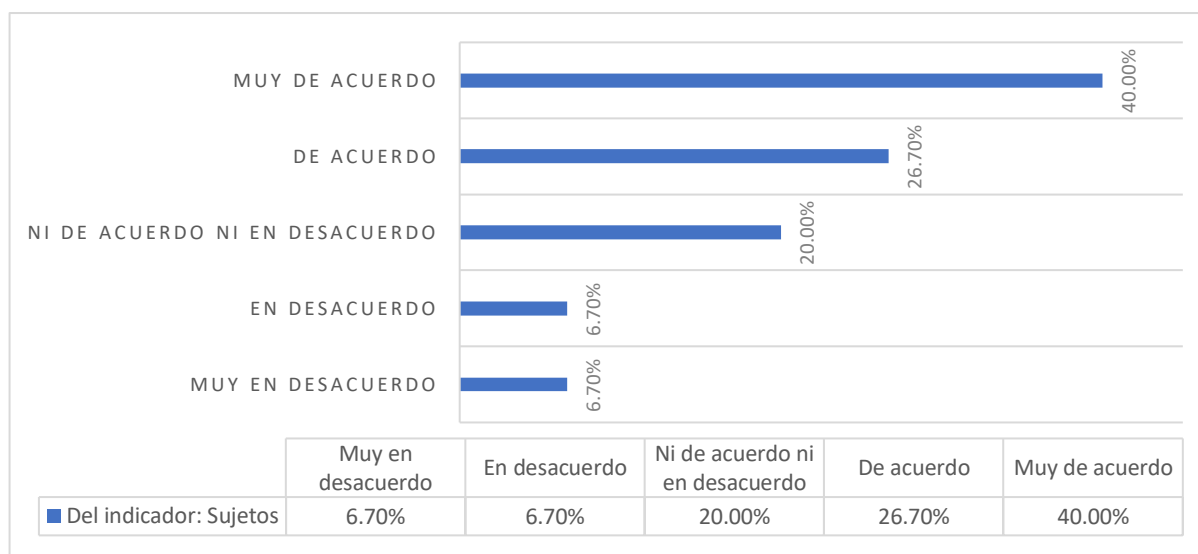 MUY DE ACUERDO
40.00%
DE ACUERDO
26.70%
NI DE ACUERDO NI EN DESACUERDO
20.00%
EN DESACUERDO
6.70%
MUY EN DESACUERDO
6.70%
Muy en
desacuerdo
En desacuerdo
Ni de acuerdo ni
en desacuerdo
De acuerdo
Muy de acuerdo
Del indicador: Sujetos
6.70%
6.70%
20.00%
26.70%
40.00%